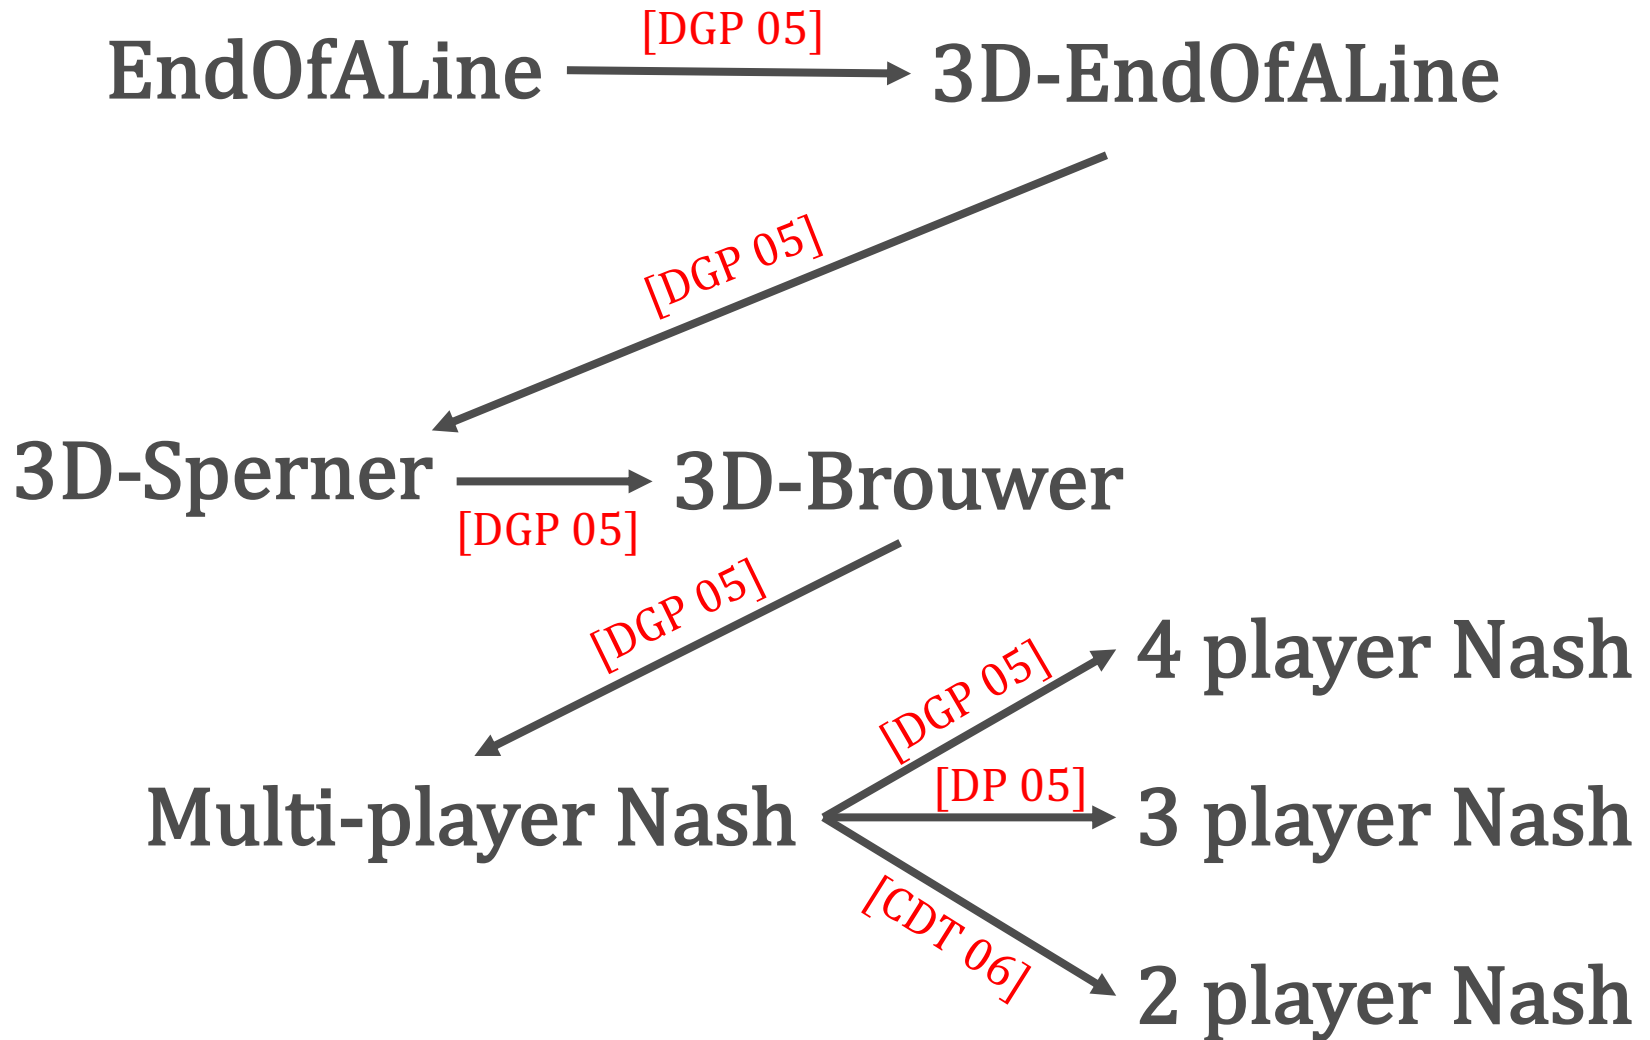 [DGP 05]
EndOfALine
3D-EndOfALine
[DGP 05]
3D-Sperner
3D-Brouwer
[DGP 05]
[DGP 05]
4 player Nash
[DGP 05]
[DP 05]
Multi-player Nash
3 player Nash
[CDT 06]
2 player Nash